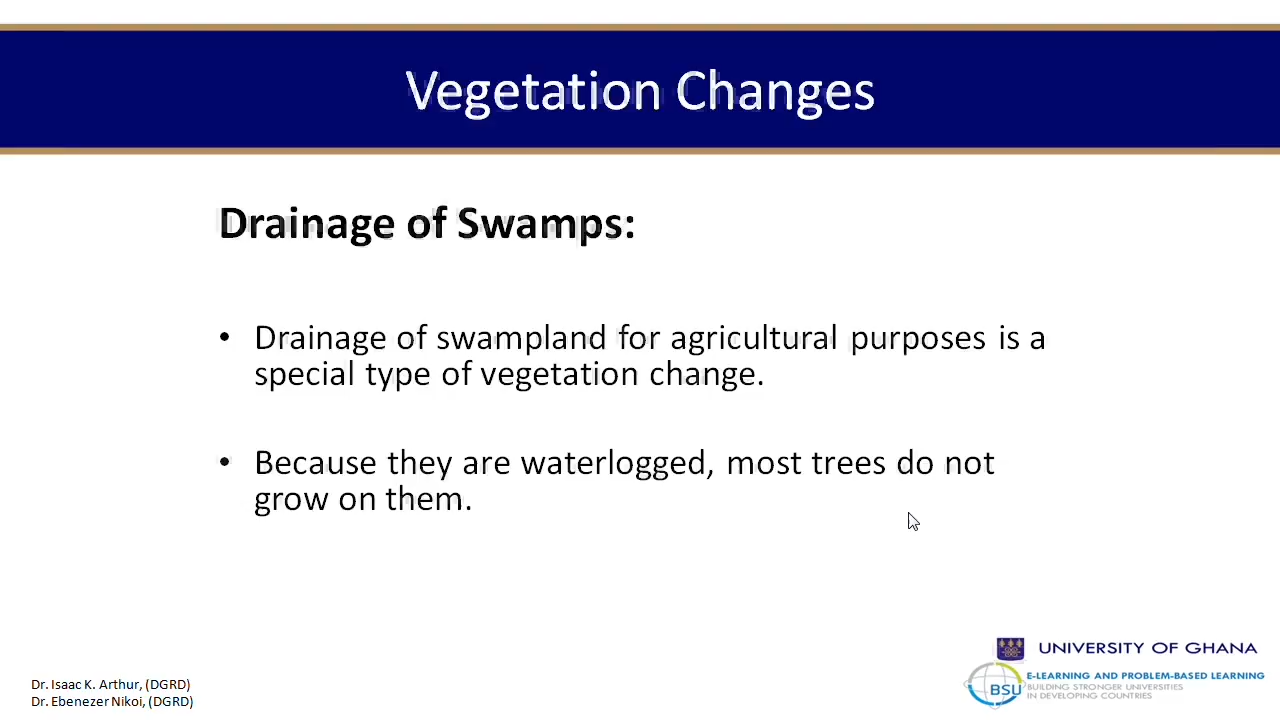 Vegetation Changes
Drainage of Swamps:
• Drainage of swampland for agricultural purposes is a
special type of vegetation change.
• Because they are waterlogged, most trees do not
grow on them.
UNIVERSITY OF GHANA
E-LEARNING AND PROBLEM-BASED LEARNING
BUILDING STRONGER UNIVERSITIES
IN DEVELOPING COUNTRIES
BSU
Dr. Isaac K. Arthur, (DGRD)
Dr. Ebenezer Nikoi, (DGRD)